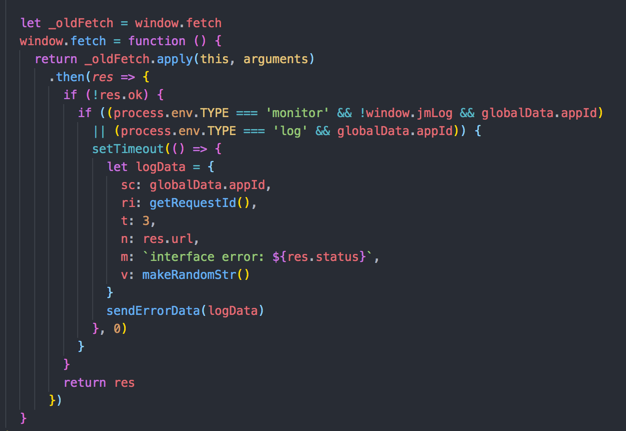 let _oldFetch = window.fetch
window.fetch = function () {
  return _oldFetch.apply(this, arguments)
    .then(res => {
      if (!res.ok) {
        if ((process.env.TYPE === 'monitor' && !window.jmLog && globalData.appId)
          || (process.env.TYPE === 'log' && globalData.appId)) {
          setTimeout(() => {
            let logData = {
              sc: globalData.appId,
              ri: getRequestId(),
              t: 3,
              n: res.url,
              m: `interface error: ${res.status}`,
              v: makeRandomStr()
            }
            sendErrorData(logData)
          }, 0)
        }
      }
      return res
    })
}